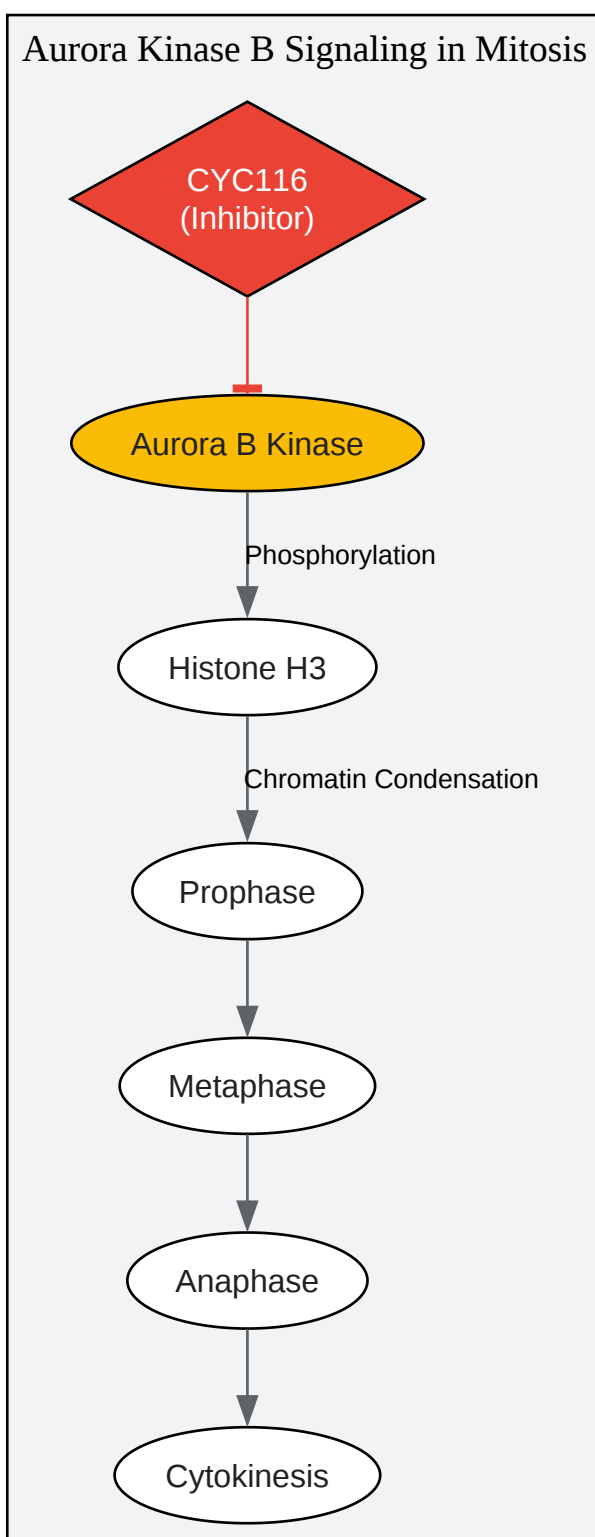 Aurora Kinase B Signaling in Mitosis
CYC116
(Inhibitor)
Aurora B Kinase
Phosphorylation
Histone H3
Chromatin Condensation
Prophase
Metaphase
Anaphase
Cytokinesis